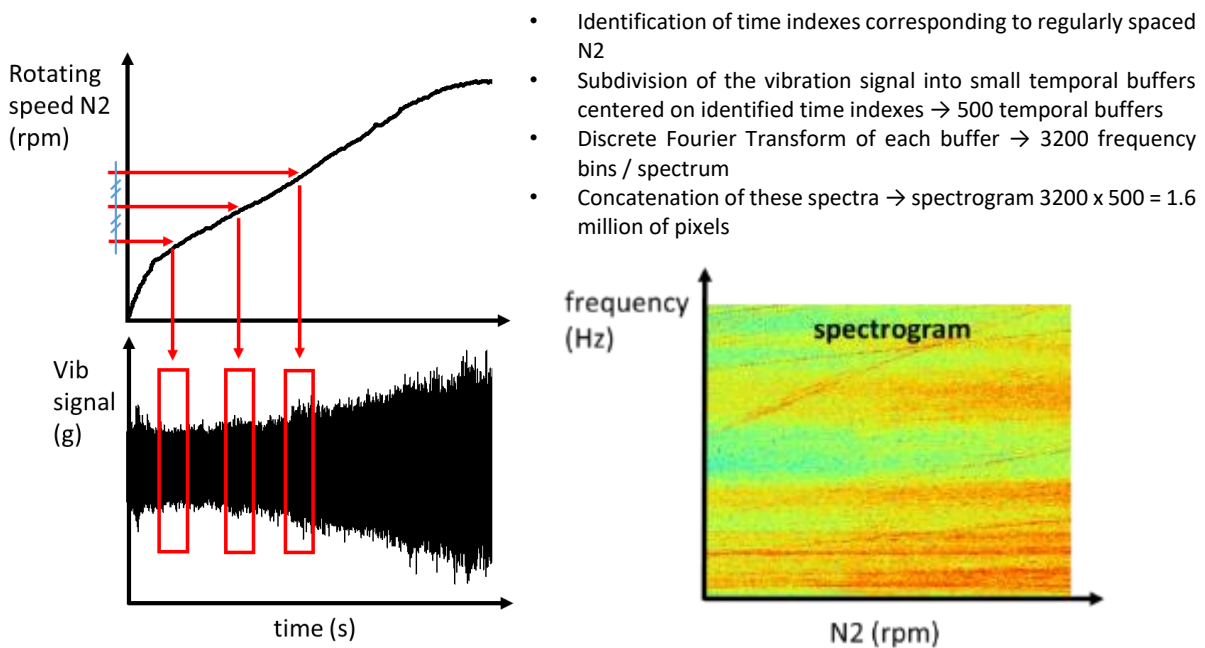 Rotating
speed N2
(rpm)
Vib
signal
(g)
time (s)
• Identification of time indexes corresponding to regularly spaced
N2
• Subdivision of the vibration signal into small temporal buffers
centered on identified time indexes → 500 temporal buffers
• Discrete Fourier Transform of each buffer → 3200 frequency
bins / spectrum
• Concatenation of these spectra → spectrogram 3200 x 500 = 1.6
million of pixels
frequency
(Hz)
spectrogram
N2 (rpm)